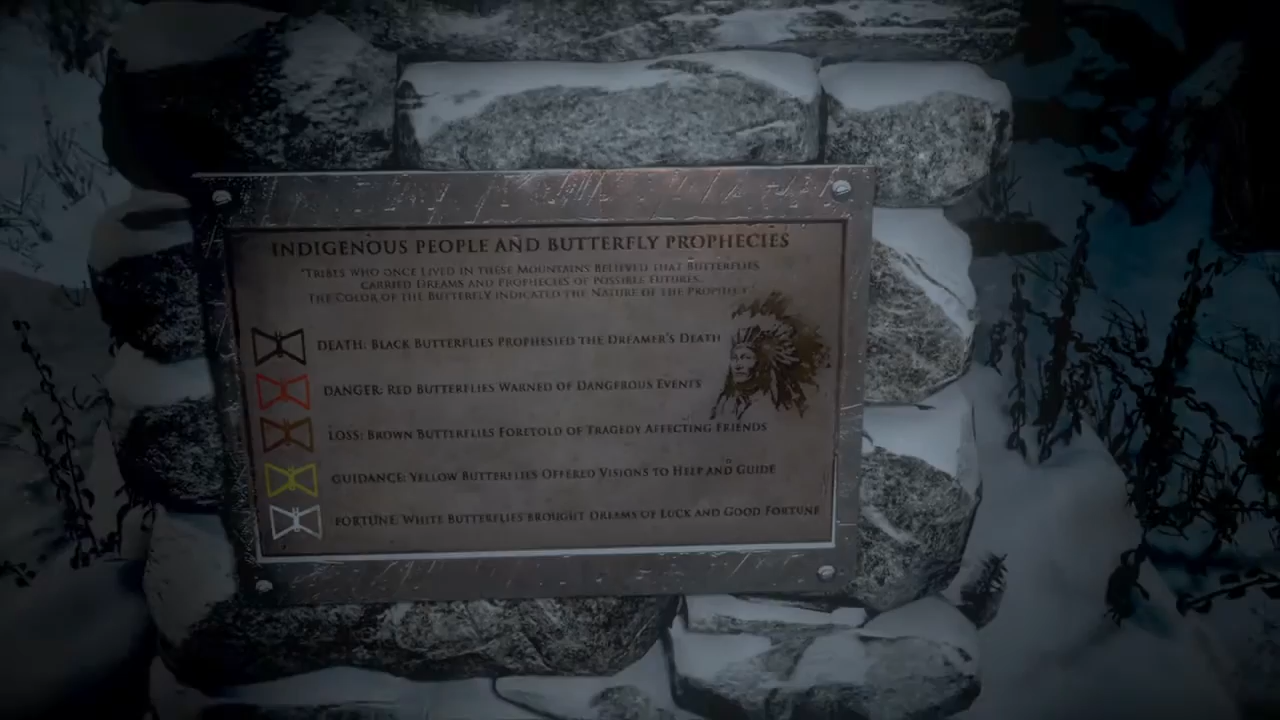 INDIGENOUS PEOPLE AND BUTTERFLY PROPHECIES
"TRIBES WHO ONCE LIVED IN THESE MOUNTAINS BELIEVED THAT BUTTERFLIES
CARRIED DREAMS AND PROPHECIES OF POSSIBLE FUTURES...
THE COLOR OF THE BUTTERFLY INDICATED THE NATURE OF THE PROPHECY."
DEATH: BLACK BUTTERFLIES PROPHESIED THE DREAMER'S DEATH
DANGER: RED BUTTERFLIES WARNED OF DANGEROUS EVENTS
LOSS: BROWN BUTTERFLIES FORETOLD OF TRAGEDY AFFECTING FRIENDS
GUIDANCE: YELLOW BUTTERFLIES OFFERED VISIONS TO HELP AND GUIDE
FORTUNE: WHITE BUTTERFLIES BROUGHT DREAMS OF LUCK AND GOOD FORTUNE